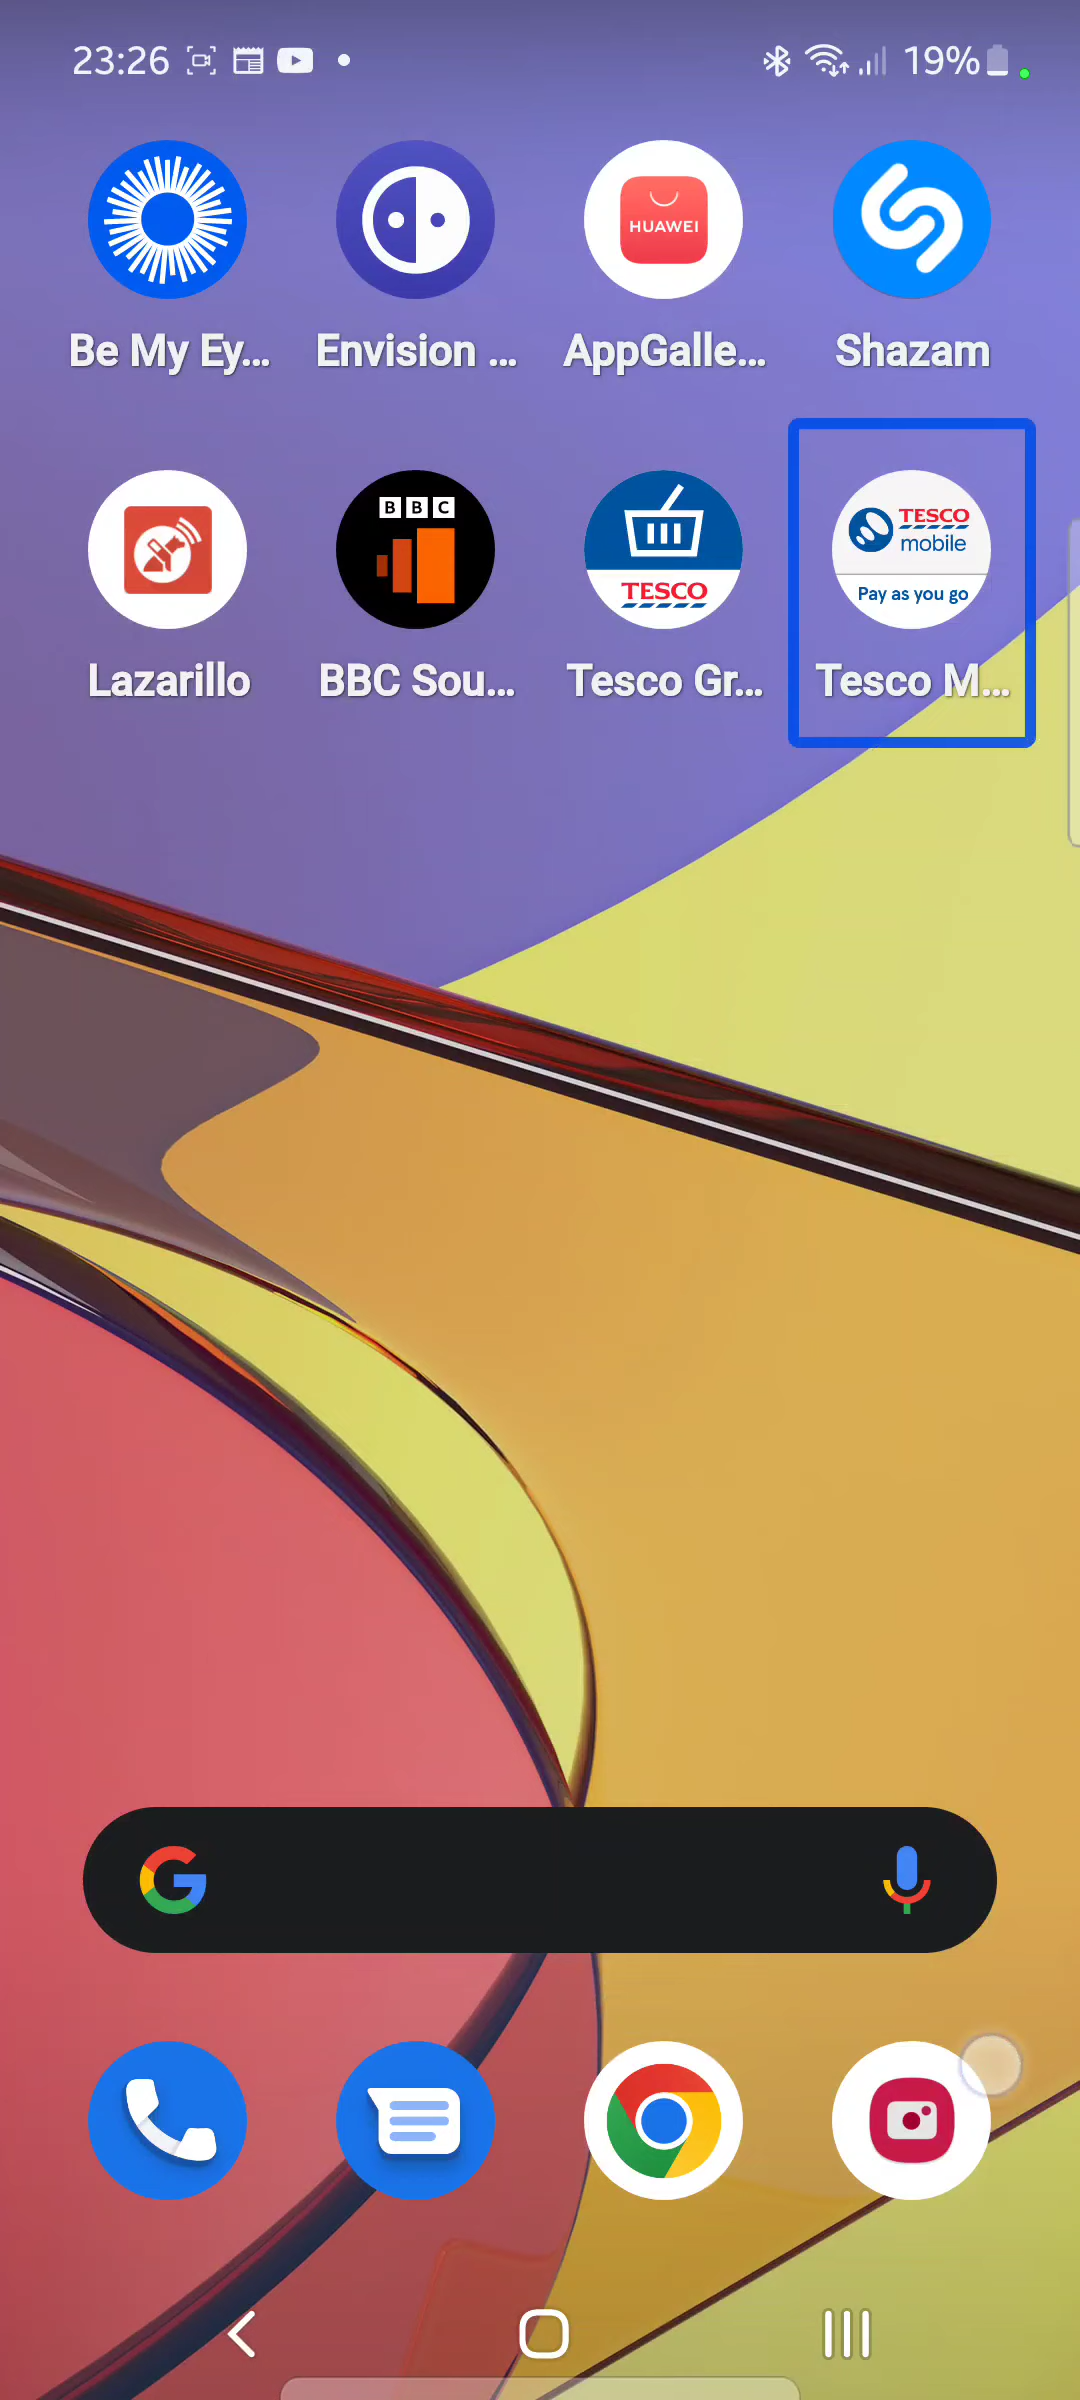 23:26
19%
HUAWEI
Be My Ey...
Envision ...
AppGalle...
Shazam
BBC
TESCO
TESCO
mobile
Pay as you go
Lazarillo
BBC Sou...
Tesco Gr...
Tesco M...